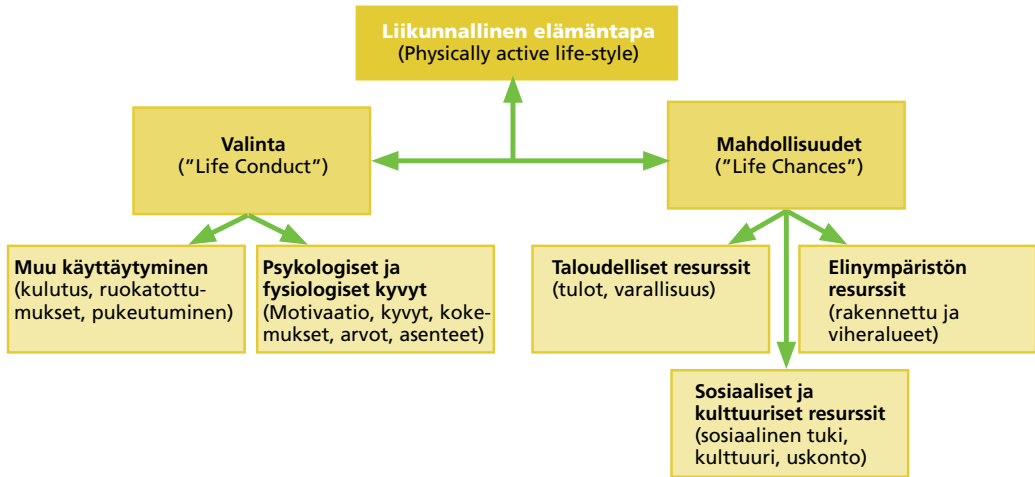 Liikunnallinen elämäntapa
(Physically active life-style)
Valinta
(”Life Conduct”)
Mahdollisuudet
(”Life Chances”)
Muu käyttäytyminen
(kulutus, ruokatottu-
mukset, pukeutuminen)
Psykologiset ja
fysiologiset kyvyt
(Motivaatio, kyvyt, koke-
mukset, arvot, asenteet)
Taloudelliset resurssit
(tulot, varallisuus)
Elinympäristön
resurssit
(rakennettu ja
viheralueet)
Sosiaaliset ja
kulttuuriset resurssit
(sosiaalinen tuki,
kulttuuri, uskonto)